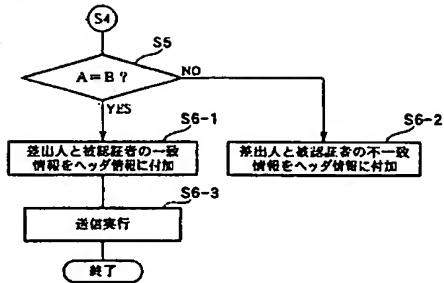 S4
S5
A=B?
NO
YES
S6-1
S6-2
差出人と被認証者の一致
情報をヘッダ情報に付加
差出人と被認証者の不一致
情報をヘッダ情報に付加
S6-3
送信実行
終了